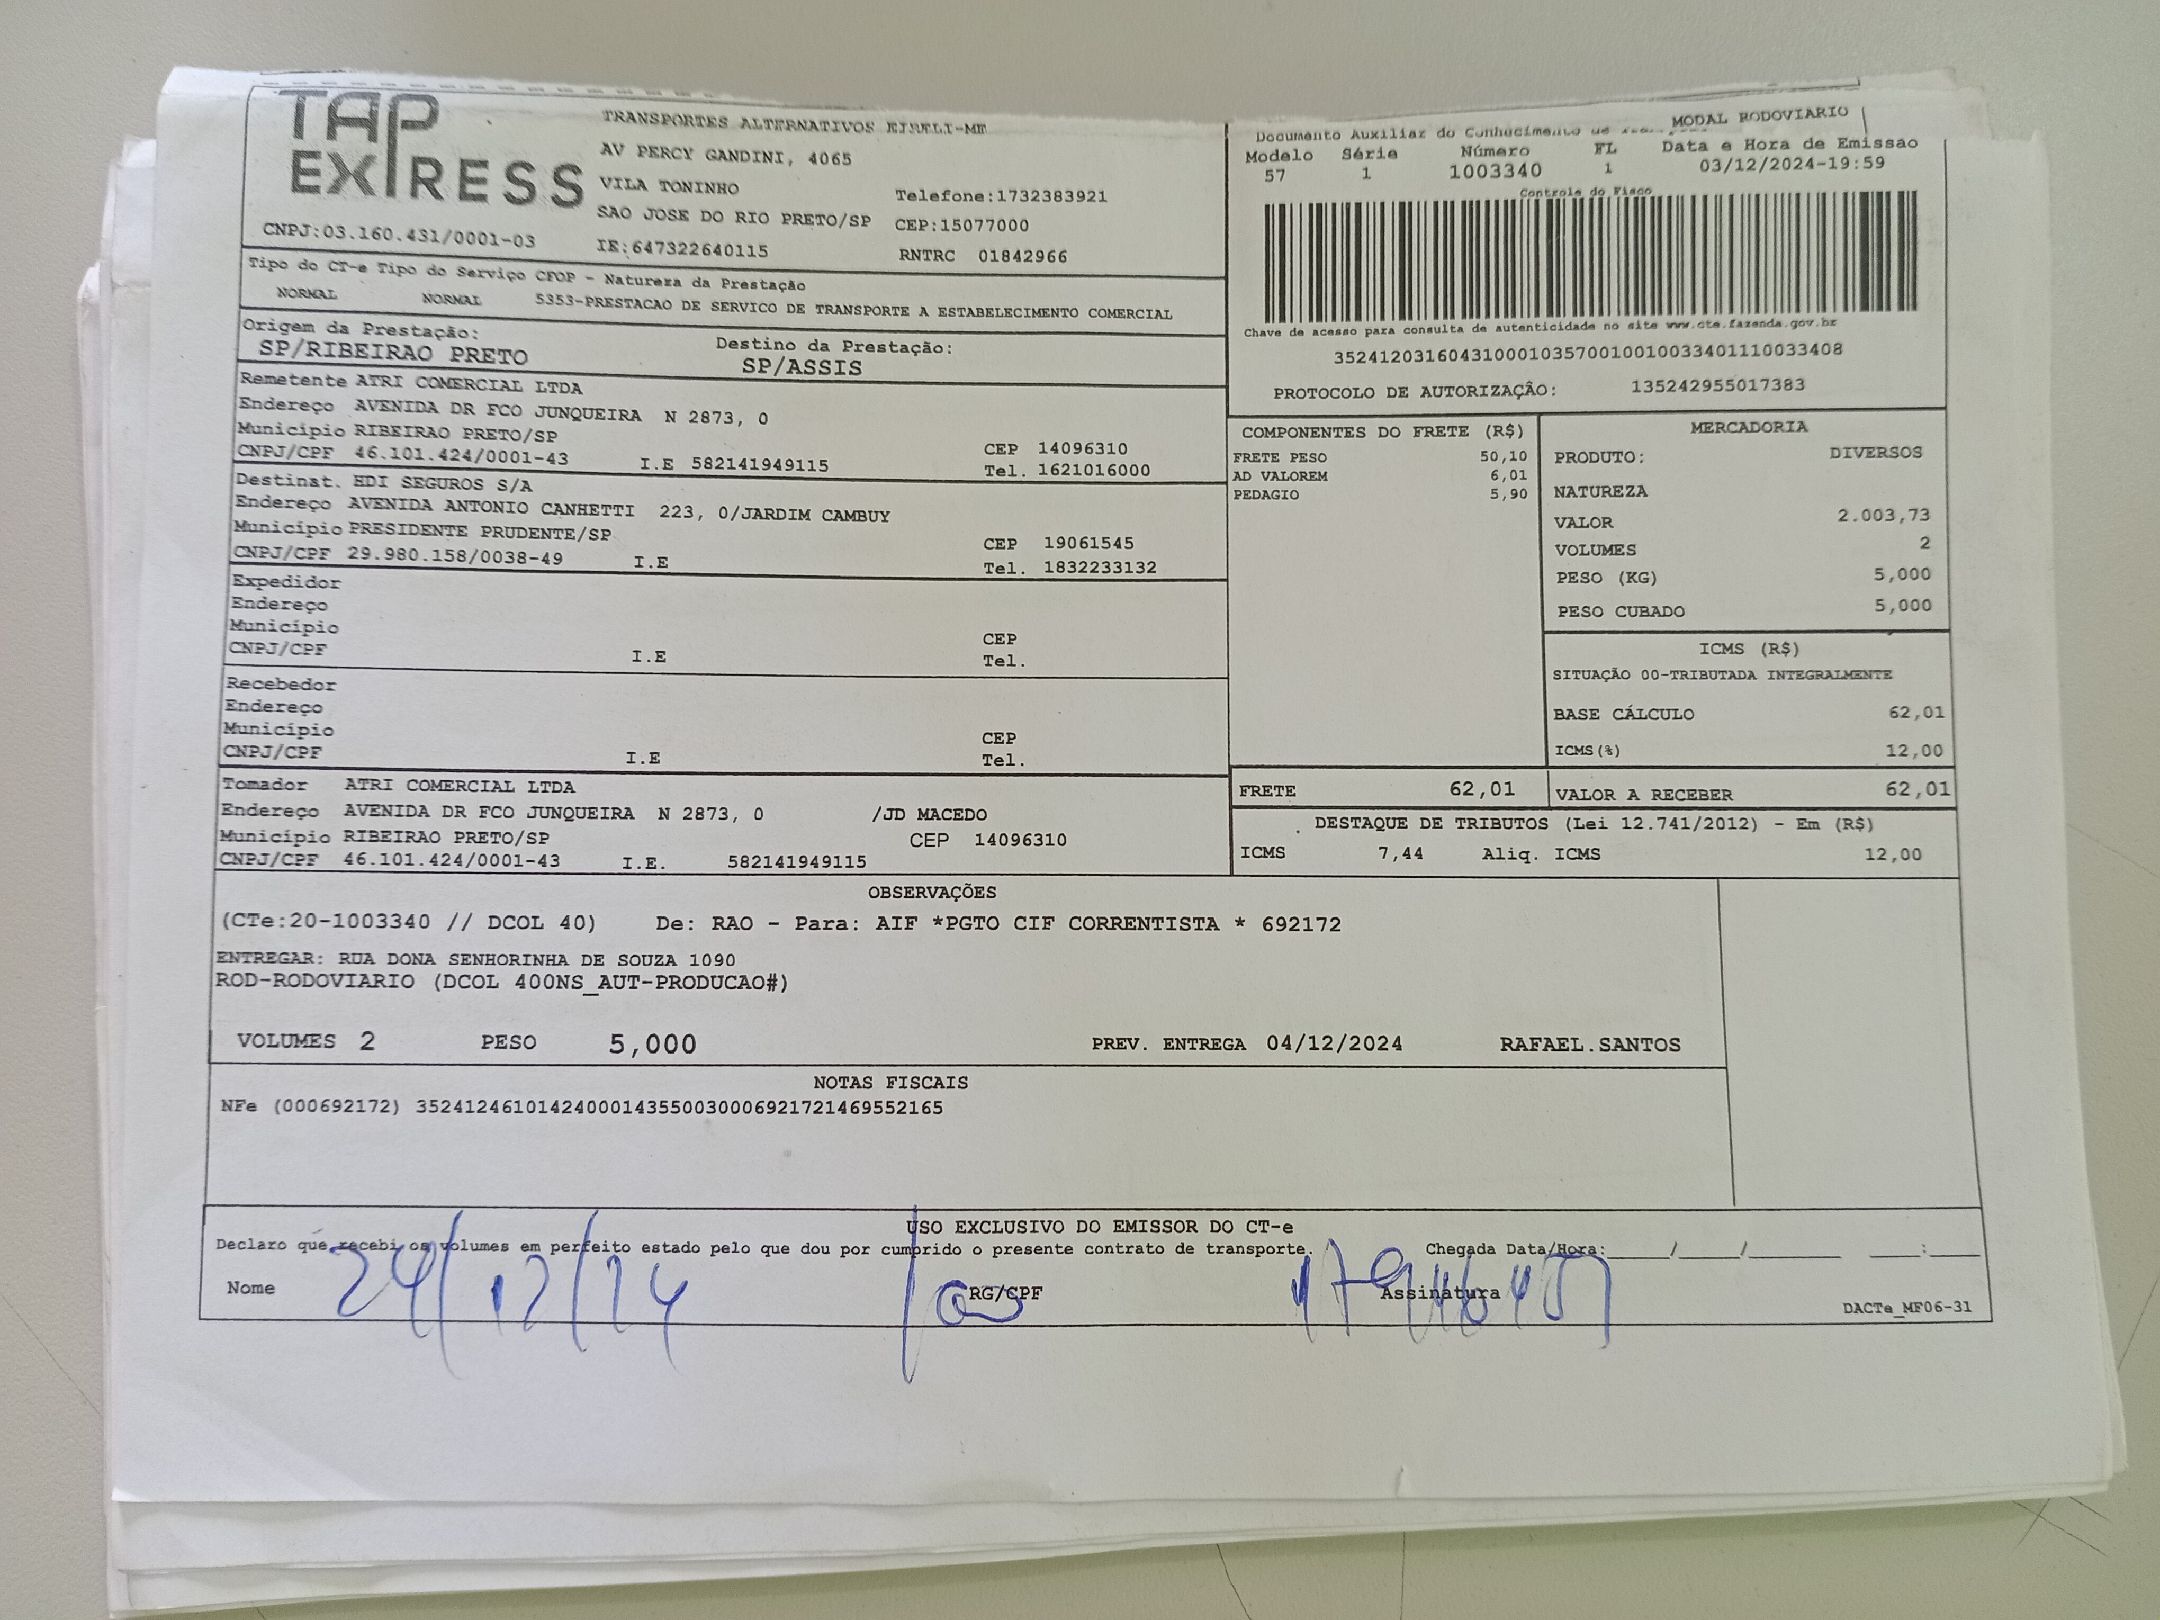 TAP EXPRESS
CNPJ:03.160.431/0001-03
TRANSPORTES ALTERNATIVOS EIRELI-ME
AV PERCY GANDINI, 4065
VILA TONINHO
Telefone:1732383921
SAO JOSE DO RIO PRETO/SP CEP:15077000
IE:647322640115 RNTRC 01842966
MODAL RODOVIARIO
Documento Auxiliar do Conhecimento de
Modelo Série Número FL Data e Hora de Emissao
57 1 1003340 1 03/12/2024-19:59
Controle do Fisco
Chave de acesso para consulta de autenticidade no site www.cte.fazenda.gov.br
35241203160431000103570010010033401110033408
PROTOCOLO DE AUTORIZAÇÃO: 135242955017383
Tipo do CT-e Tipo do Serviço CFOP - Natureza da Prestação
NORMAL NORMAL 5353-PRESTACAO DE SERVICO DE TRANSPORTE A ESTABELECIMENTO COMERCIAL
Origem da Prestação: Destino da Prestação:
SP/RIBEIRAO PRETO SP/ASSIS
Remetente ATRI COMERCIAL LTDA
Endereço AVENIDA DR FCO JUNQUEIRA N 2873, 0
Município RIBEIRAO PRETO/SP CEP 14096310
CNPJ/CPF 46.101.424/0001-43 I.E 582141949115 Tel. 1621016000
Destinat. HDI SEGUROS S/A
Endereço AVENIDA ANTONIO CANHETTI 223, 0/JARDIM CAMBUY
Município PRESIDENTE PRUDENTE/SP CEP 19061545
CNPJ/CPF 29.980.158/0038-49 I.E Tel. 1832233132
Expedidor
Endereço
Município CEP
CNPJ/CPF I.E Tel.
Recebedor
Endereço
Município CEP
CNPJ/CPF I.E Tel.
Tomador ATRI COMERCIAL LTDA
Endereço AVENIDA DR FCO JUNQUEIRA N 2873, 0 /JD MACEDO
Município RIBEIRAO PRETO/SP CEP 14096310
CNPJ/CPF 46.101.424/0001-43 I.E. 582141949115
COMPONENTES DO FRETE (R$)
FRETE PESO 50,10
AD VALOREM 6,01
PEDAGIO 5,90
MERCADORIA
PRODUTO: DIVERSOS
NATUREZA
VALOR 2.003,73
VOLUMES 2
PESO (KG) 5,000
PESO CUBADO 5,000
ICMS (R$)
SITUAÇÃO 00-TRIBUTADA INTEGRALMENTE
BASE CÁLCULO 62,01
ICMS(%) 12,00
FRETE 62,01 VALOR A RECEBER 62,01
DESTAQUE DE TRIBUTOS (Lei 12.741/2012) - Em (R$)
ICMS 7,44 Aliq. ICMS 12,00
OBSERVAÇÕES
(CTe:20-1003340 // DCOL 40) De: RAO - Para: AIF *PGTO CIF CORRENTISTA * 692172
ENTREGAR: RUA DONA SENHORINHA DE SOUZA 1090
ROD-RODOVIARIO (DCOL 400NS_AUT-PRODUCAO#)
VOLUMES 2 PESO 5,000 PREV. ENTREGA 04/12/2024 RAFAEL.SANTOS
NOTAS FISCAIS
NFe (000692172) 35241246101424000143550030006921721469552165
USO EXCLUSIVO DO EMISSOR DO CT-e
Declaro que recebi os volumes em perfeito estado pelo que dou por cumprido o presente contrato de transporte. Chegada Data/Hora:_____/____/_______ ____:____
Nome 24/12/24 RG/CPF Assinatura
DACTe_MF06-31